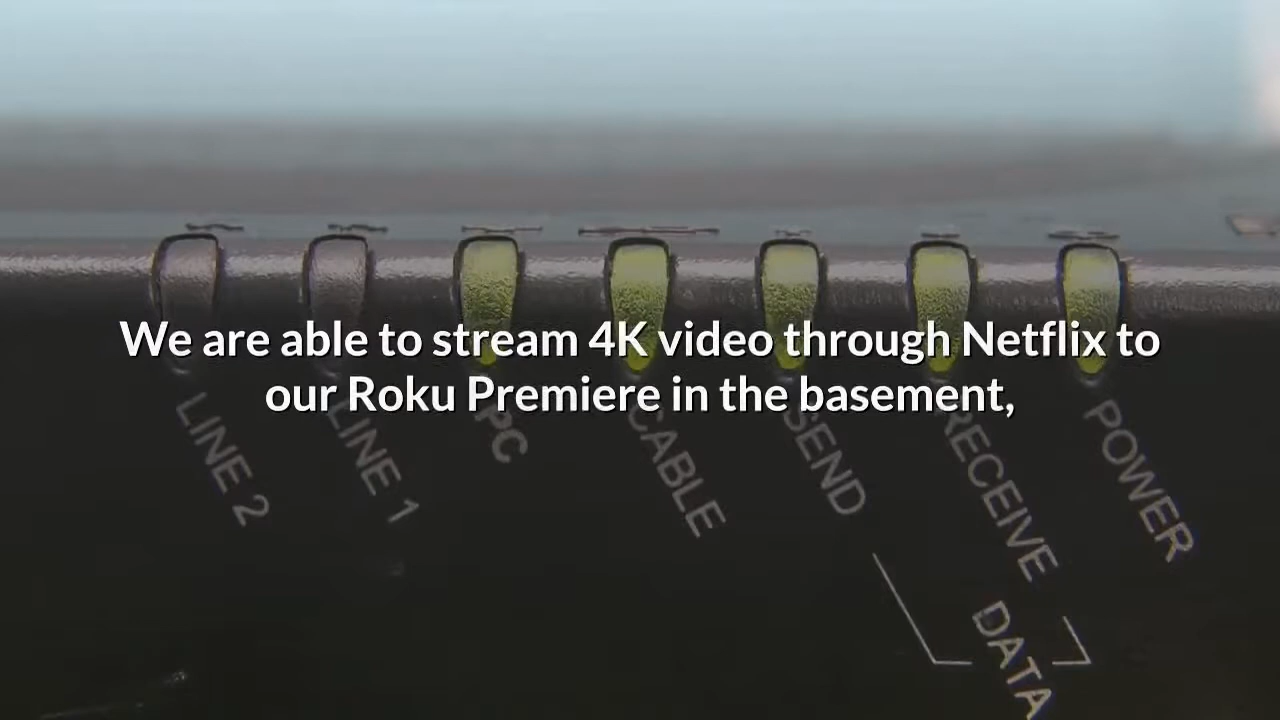 We are able to stream 4K video through Netflix to
our Roku Premiere in the basement,
LINE 2
LINE 1
PC
CABLE
SEND
RECEIVE
POWER
DATA